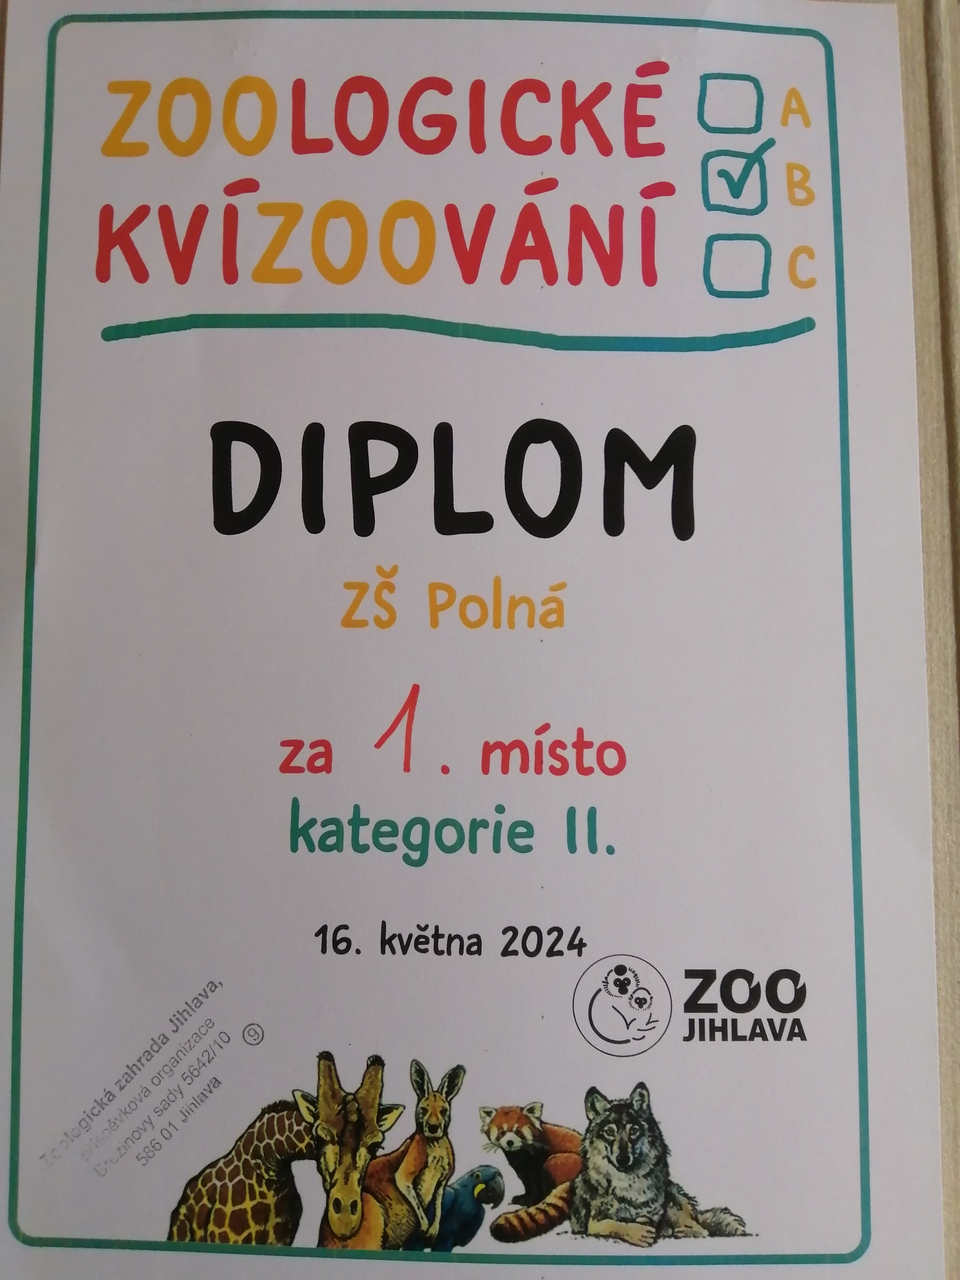 ZOOLOGICKÉ
KVÍZOOVÁNÍ
A
B
C
DIPLOM
ZŠ Polná
za 1. místo
kategorie II.
16. května 2024
ZOO
JIHLAVA
Zoologická zahrada Jihlava,
příspěvková organizace
Březinovy sady 5642/10
586 01 Jihlava
9